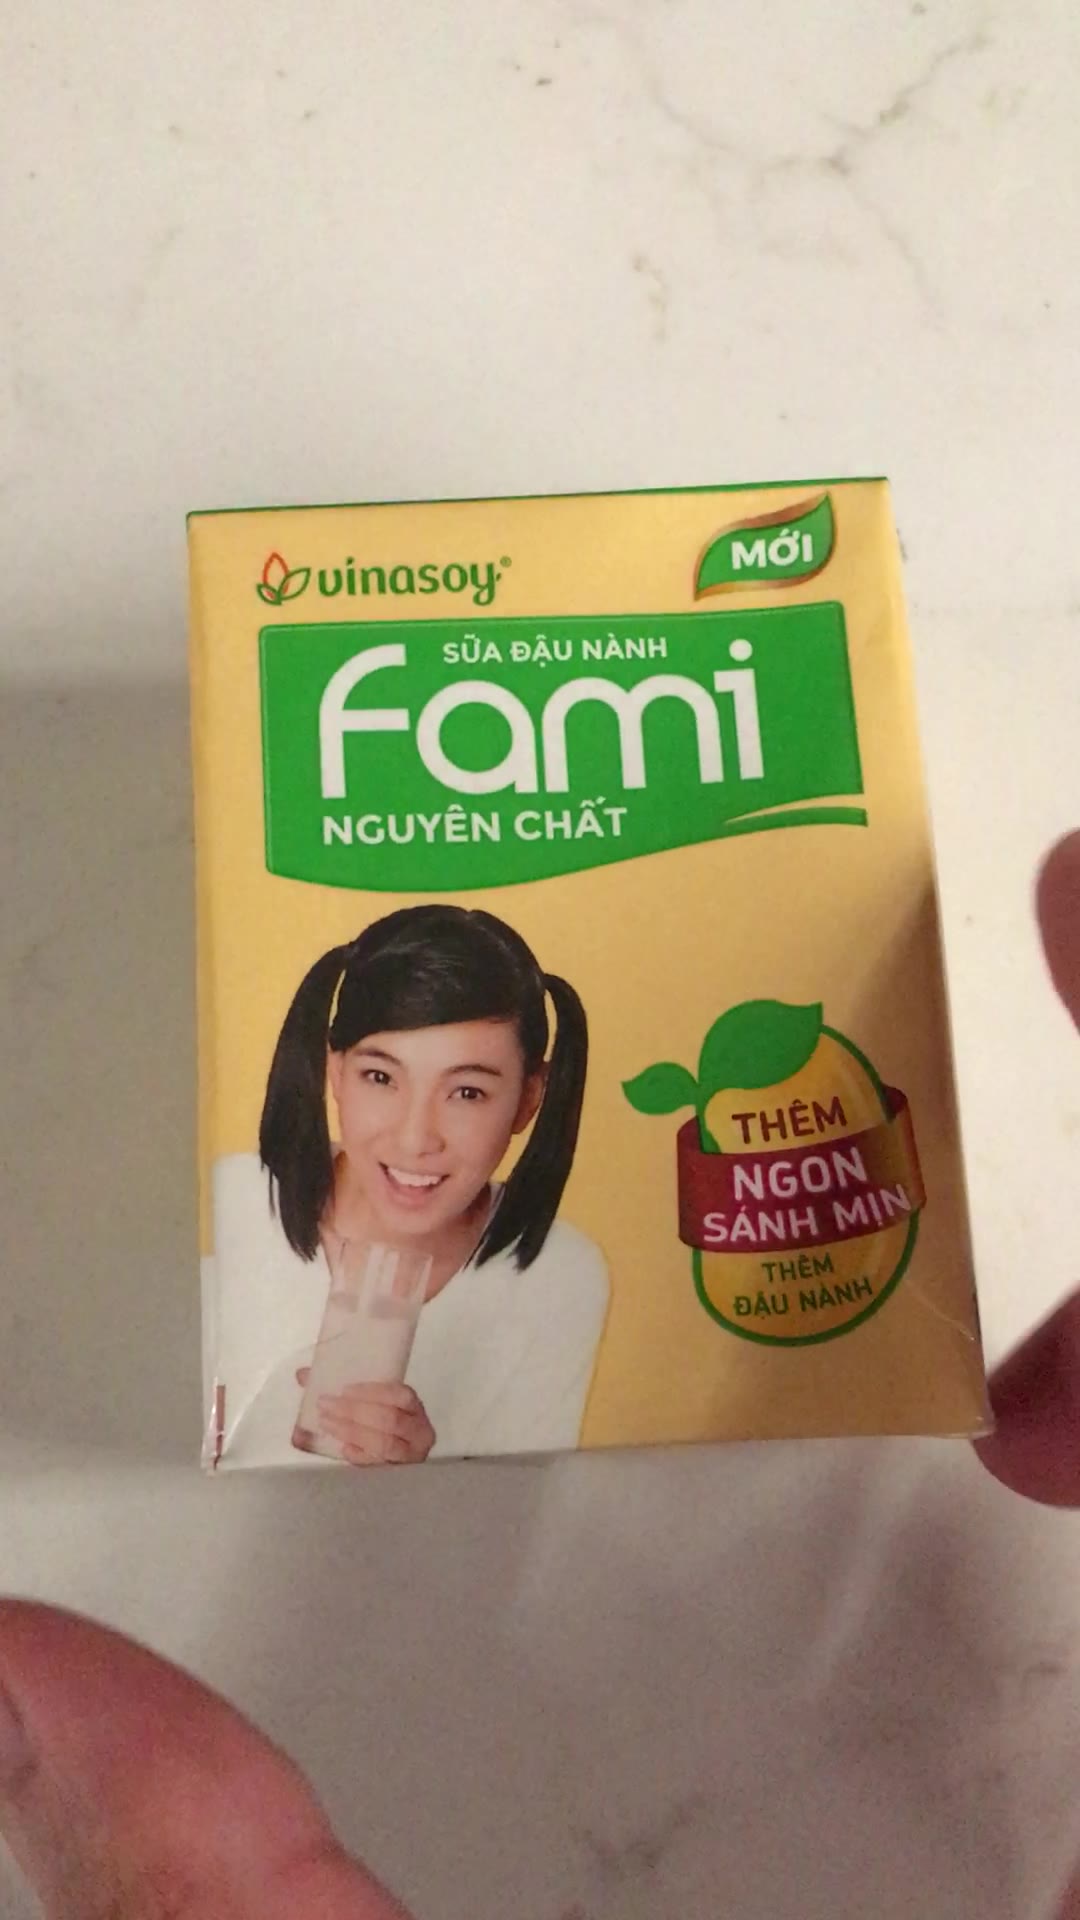 vinasoy®
MỚI
SỮA ĐẬU NÀNH
Fami
NGUYÊN CHẤT
THÊM
NGON
SÁNH MỊN
THÊM
ĐẬU NÀNH